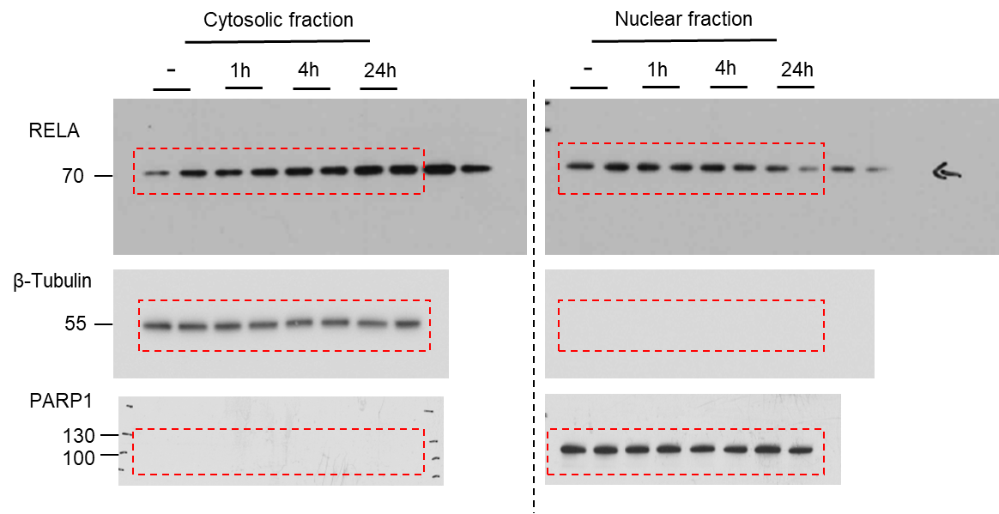 Cytosolic fraction
Nuclear fraction
- 1h 4h 24h
- 1h 4h 24h
RELA
70
β-Tubulin
55
PARP1
130
100